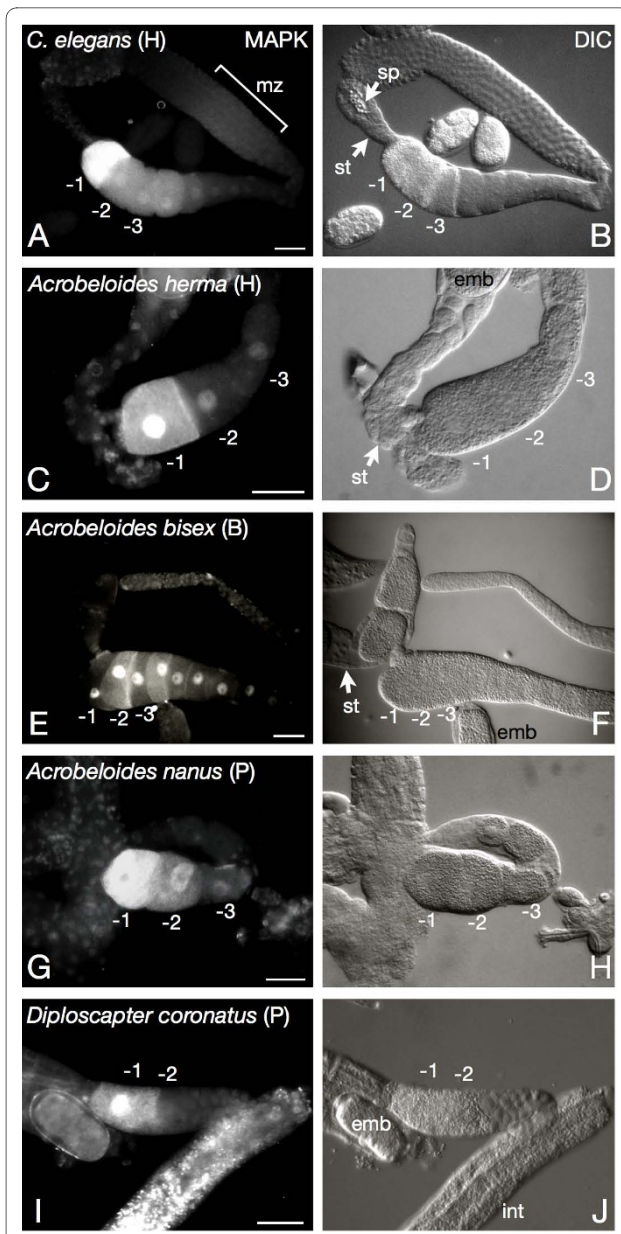 C. elegans (H) MAPK
mz
-1
-2
-3
A
DIC
sp
st
-1
-2
-3
B
Acrobeloides herma (H)
-3
-2
-1
C
emb
-3
-2
-1
st
D
Acrobeloides bisex (B)
-1 -2 -3
E
st
-1 -2 -3
emb
F
Acrobeloides nanus (P)
-1 -2 -3
G
-1 -2 -3
H
Diploscapter coronatus (P)
-1 -2
I
-1 -2
emb
int
J